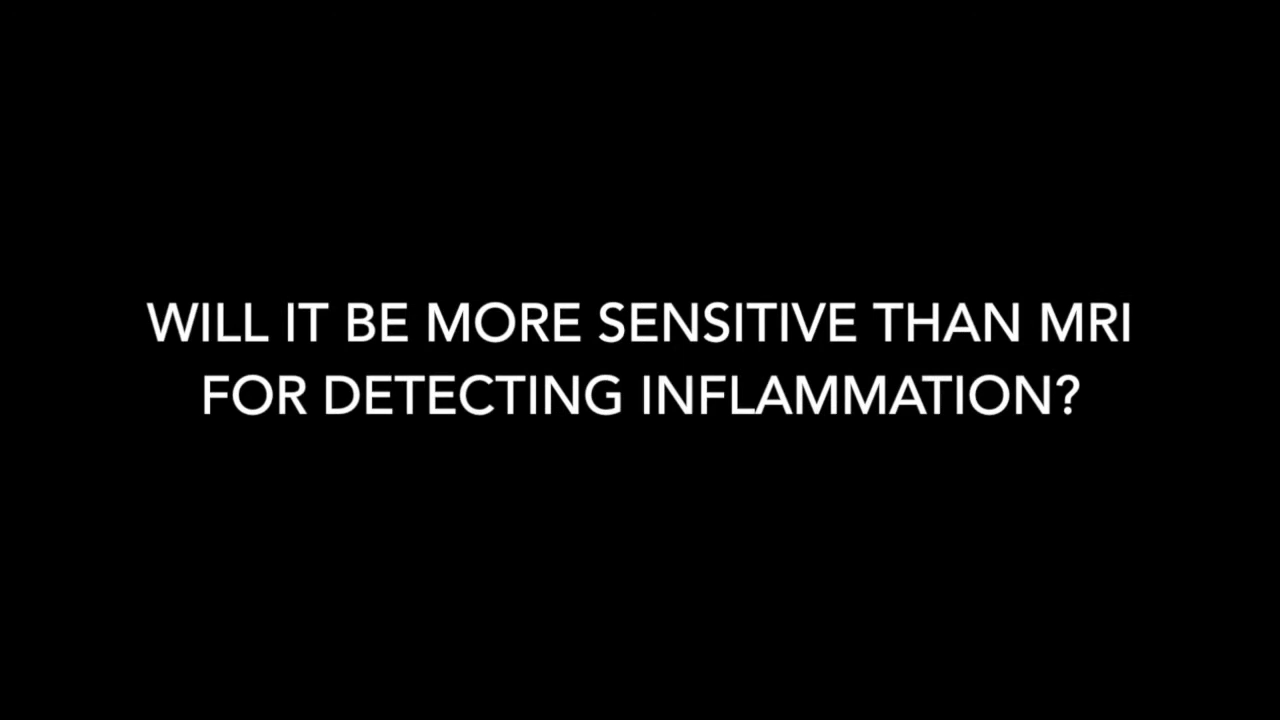 WILL IT BE MORE SENSITIVE THAN MRI
FOR DETECTING INFLAMMATION?